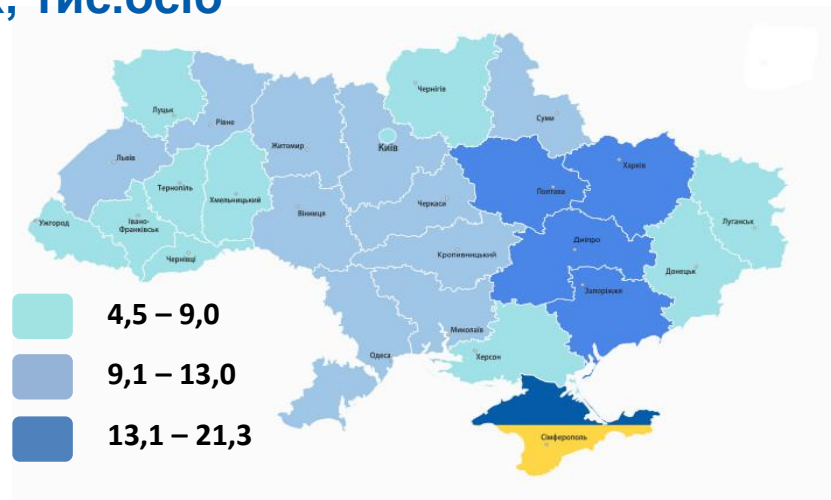 , тис.осіб
Чернігів
Луцьк
Рівне
Суми
Житомир
Київ
Львів
Харків
Тернопіль
Полтава
Хмельницький
Черкаси
Вінниця
Ужгород
Івано-
Франківськ
Луганськ
Дніпро
Кропивницький
Чернівці
Донецьк
Запоріжжя
Миколаїв
Одеса
Херсон
Сімферополь
4,5 – 9,0
9,1 – 13,0
13,1 – 21,3